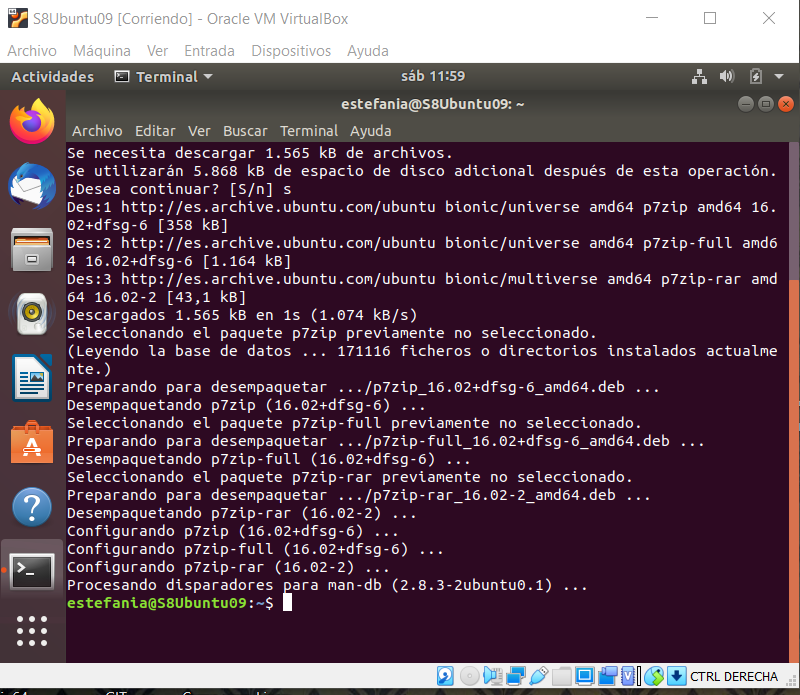 S8Ubuntu09 [Corriendo] - Oracle VM VirtualBox
Archivo Máquina Ver Entrada Dispositivos Ayuda
Actividades Terminal sáb 11:59
estefania@S8Ubuntu09: ~
Archivo Editar Ver Buscar Terminal Ayuda
Se necesita descargar 1.565 kB de archivos.
Se utilizarán 5.868 kB de espacio de disco adicional después de esta operación.
¿Desea continuar? [S/n] s
Des:1 http://es.archive.ubuntu.com/ubuntu bionic/universe amd64 p7zip amd64 16.
02+dfsg-6 [358 kB]
Des:2 http://es.archive.ubuntu.com/ubuntu bionic/universe amd64 p7zip-full amd6
4 16.02+dfsg-6 [1.164 kB]
Des:3 http://es.archive.ubuntu.com/ubuntu bionic/multiverse amd64 p7zip-rar amd
64 16.02-2 [43,1 kB]
Descargados 1.565 kB en 1s (1.074 kB/s)
Seleccionando el paquete p7zip previamente no seleccionado.
(Leyendo la base de datos ... 171116 ficheros o directorios instalados actualme
nte.)
Preparando para desempaquetar .../p7zip_16.02+dfsg-6_amd64.deb ...
Desempaquetando p7zip (16.02+dfsg-6) ...
Seleccionando el paquete p7zip-full previamente no seleccionado.
Preparando para desempaquetar .../p7zip-full_16.02+dfsg-6_amd64.deb ...
Desempaquetando p7zip-full (16.02+dfsg-6) ...
Seleccionando el paquete p7zip-rar previamente no seleccionado.
Preparando para desempaquetar .../p7zip-rar_16.02-2_amd64.deb ...
Desempaquetando p7zip-rar (16.02-2) ...
Configurando p7zip (16.02+dfsg-6) ...
Configurando p7zip-full (16.02+dfsg-6) ...
Configurando p7zip-rar (16.02-2) ...
Procesando disparadores para man-db (2.8.3-2ubuntu0.1) ...
estefania@S8Ubuntu09:~$
CTRL DERECHA